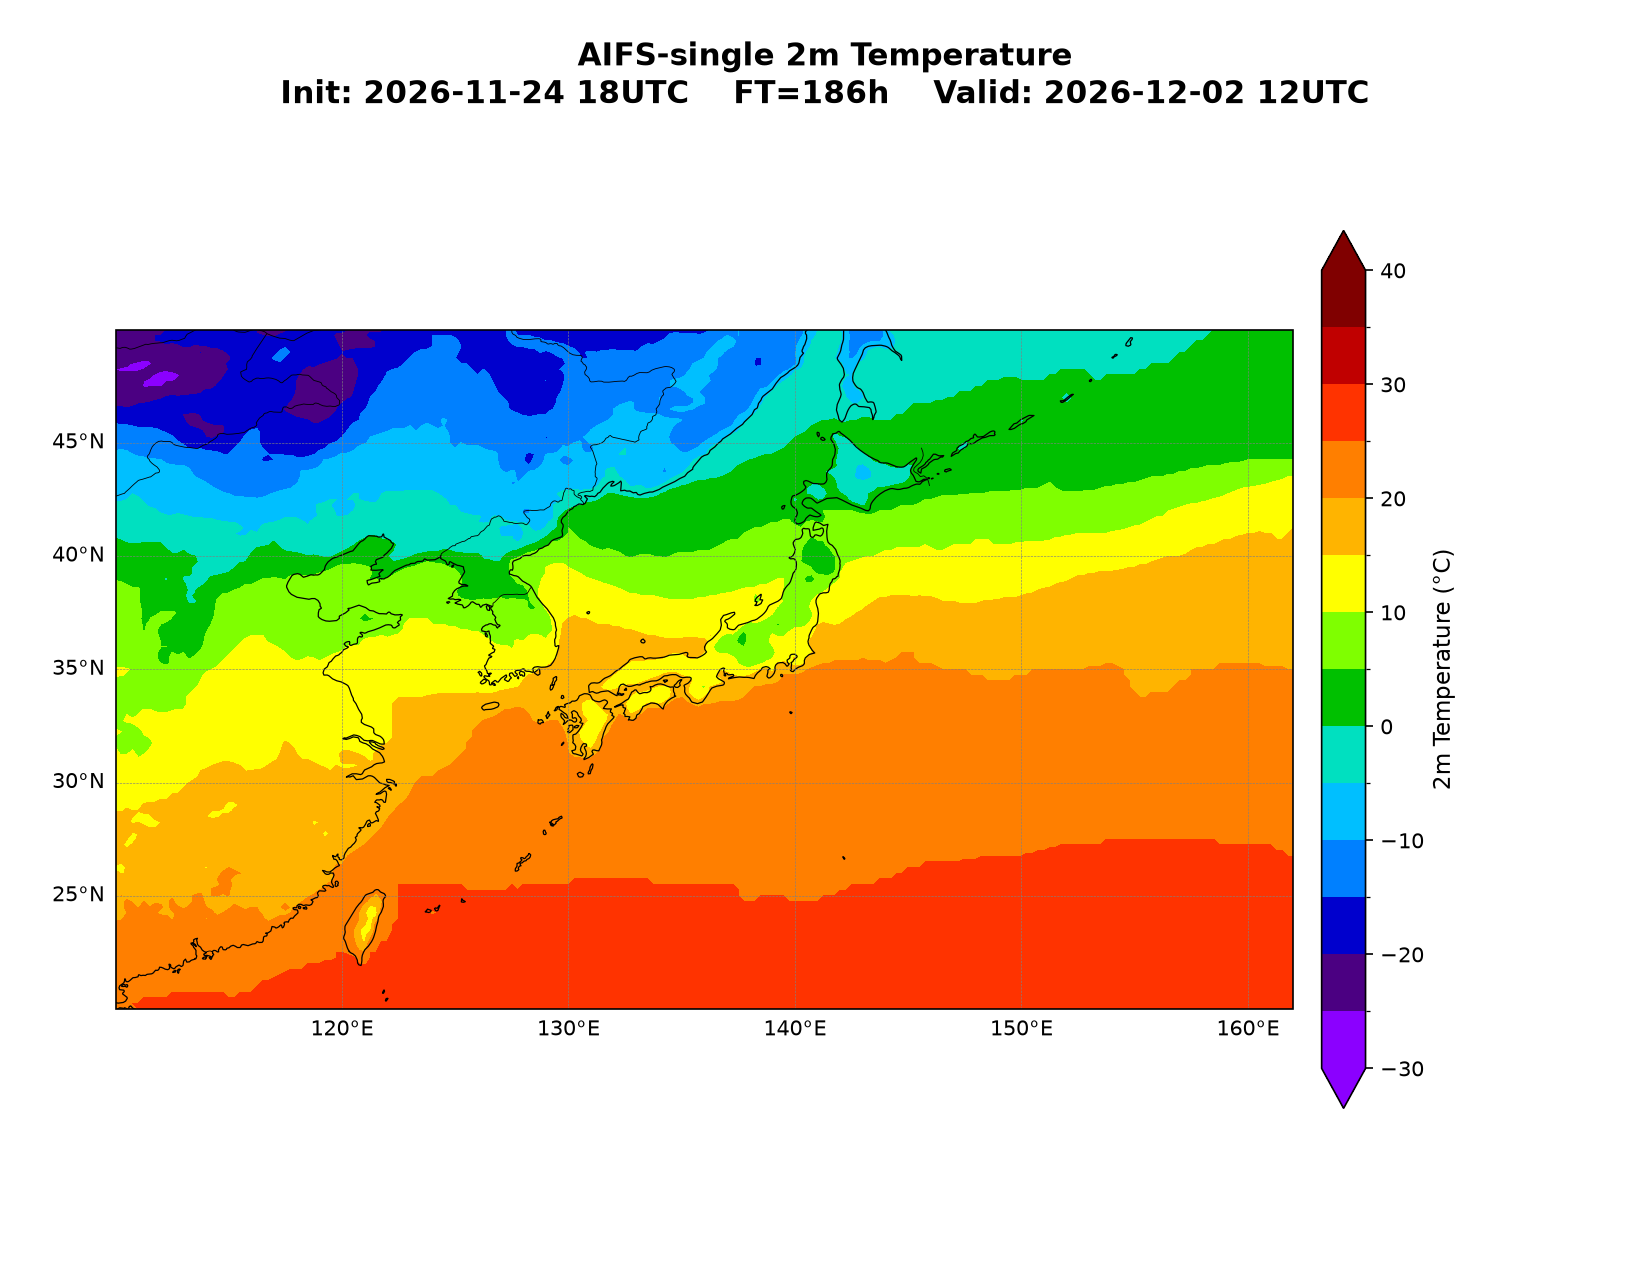 AIFS-single 2m Temperature
Init: 2026-11-24 18UTC    FT=186h    Valid: 2026-12-02 12UTC
45°N
40°N
35°N
30°N
25°N
120°E
130°E
140°E
150°E
160°E
40
30
20
10
0
−10
−20
−30
2m Temperature (°C)